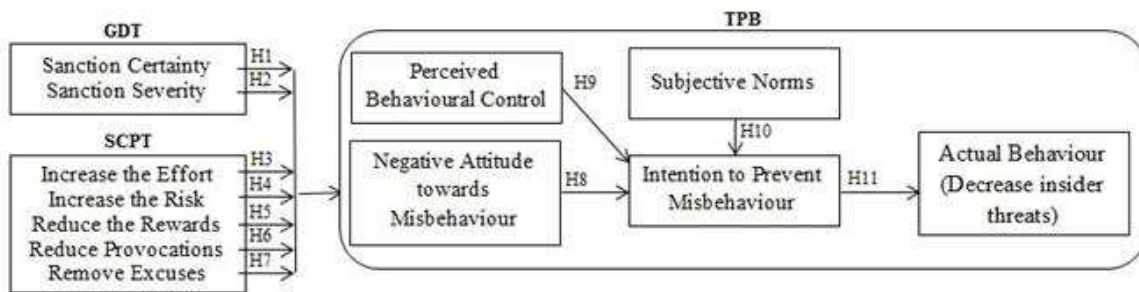 GDT
Sanction Certainty
Sanction Severity
H1
H2
SCPT
Increase the Effort
Increase the Risk
Reduce the Rewards
Reduce Provocations
Remove Excuses
H3
H4
H5
H6
H7
TPB
Perceived
Behavioural Control
H9
Subjective Norms
H10
Negative Attitude
towards
Misbehaviour
H8
Intention to Prevent
Misbehaviour
H11
Actual Behaviour
(Decrease insider
threats)